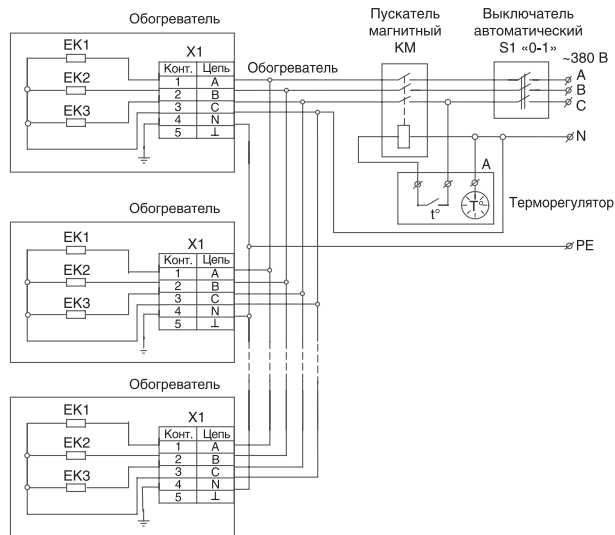 Обогреватель
EK1
EK2
EK3
X1
Конт. Цепь
1 A
2 B
3 C
4 N
5 ⊥
Обогреватель
Пускатель
магнитный
KM
Выключатель
автоматический
S1 «0-1»
~380 В
A
B
C
N
A
t°
T°
Терморегулятор
PE
Обогреватель
EK1
EK2
EK3
X1
Конт. Цепь
1 A
2 B
3 C
4 N
5 ⊥
Обогреватель
EK1
EK2
EK3
X1
Конт. Цепь
1 A
2 B
3 C
4 N
5 ⊥